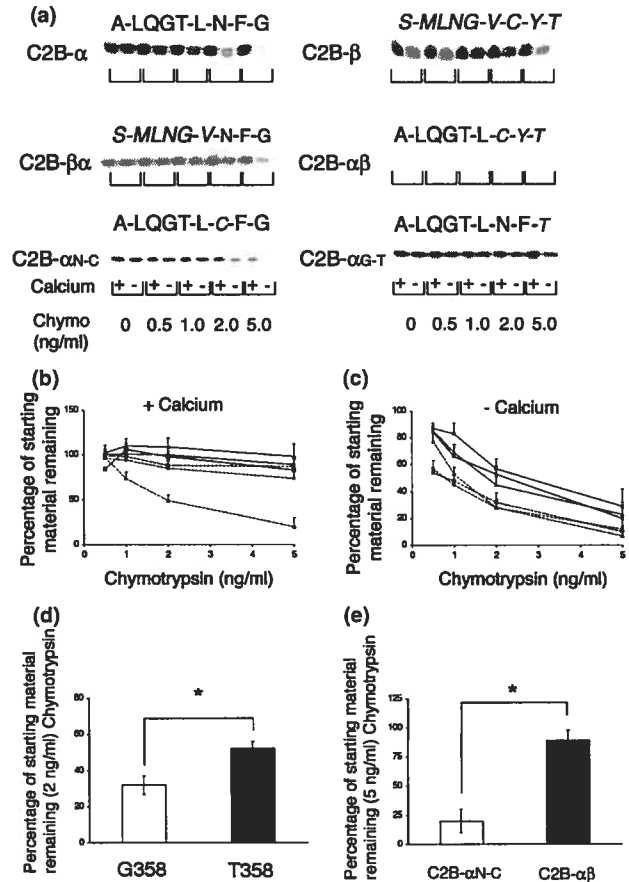 (a)
A-LQGT-L-N-F-G
C2B-α
S-MLNG-V-C-Y-T
C2B-β
S-MLNG-V-N-F-G
C2B-βα
A-LQGT-L-C-Y-T
C2B-αβ
A-LQGT-L-C-F-G
C2B-αN-C
A-LQGT-L-N-F-T
C2B-αG-T
Calcium
+ - + - + - + - + -
+ - + - + - + - + -
Chymo
(ng/ml)
0 0.5 1.0 2.0 5.0
0 0.5 1.0 2.0 5.0
(b)
+ Calcium
Percentage of starting
material remaining
150
100
50
0
0 1 2 3 4 5
Chymotrypsin (ng/ml)
(c)
- Calcium
Percentage of starting
material remaining
100
80
60
40
20
0
0 1 2 3 4 5
Chymotrypsin (ng/ml)
(d)
Percentage of starting material
remaining (2 ng/ml) Chymotrypsin
80
60
40
20
0
*
G358 T358
(e)
Percentage of starting material
remaining (5 ng/ml) Chymotrypsin
125
100
75
50
25
0
*
C2B-αN-C C2B-αβ